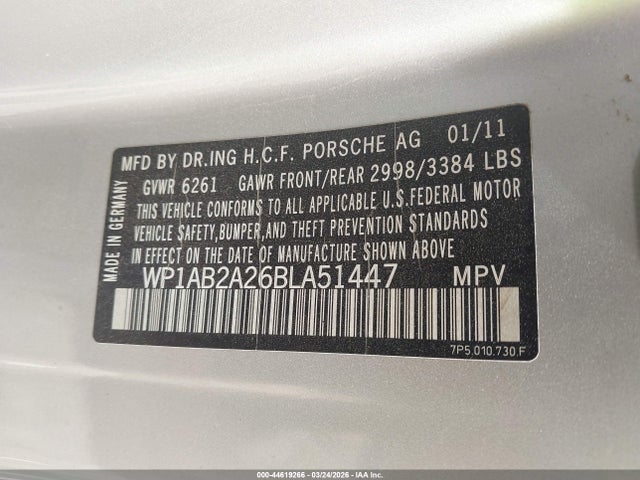 MFD BY DR.ING H.C.F. PORSCHE AG 01/11
GVWR 6261 GAWR FRONT/REAR 2998/3384 LBS
THIS VEHICLE CONFORMS TO ALL APPLICABLE U.S.FEDERAL MOTOR
VEHICLE SAFETY,BUMPER,AND THEFT PREVENTION STANDARDS
IN EFFECT ON THE DATE OF MANUFACTURE SHOWN ABOVE
WP1AB2A26BLA51447 MPV
MADE IN GERMANY
7P5.010.730.F
000-44619266 - 03/24/2026 - IAA Inc.